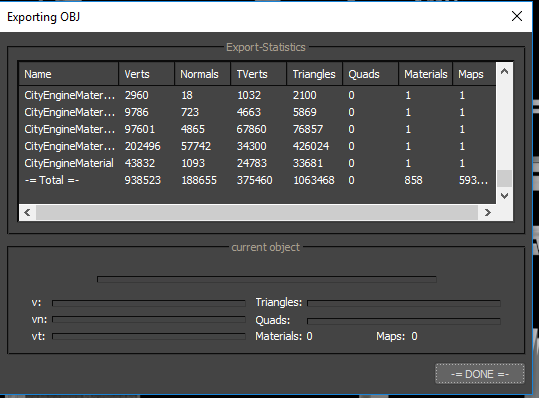 Exporting OBJ
Export-Statistics
Name Verts Normals TVerts Triangles Quads Materials Maps
CityEngineMater... 2960 18 1032 2100 0 1 1
CityEngineMater... 9786 723 4663 5869 0 1 1
CityEngineMater... 97601 4865 67860 76857 0 1 1
CityEngineMater... 202496 57742 34300 426024 0 1 1
CityEngineMaterial 43832 1093 24783 33681 0 1 1
-= Total =- 938523 188655 375460 1063468 0 858 593...
current object
v: Triangles:
vn: Quads:
vt: Materials: 0 Maps: 0
-= DONE =-